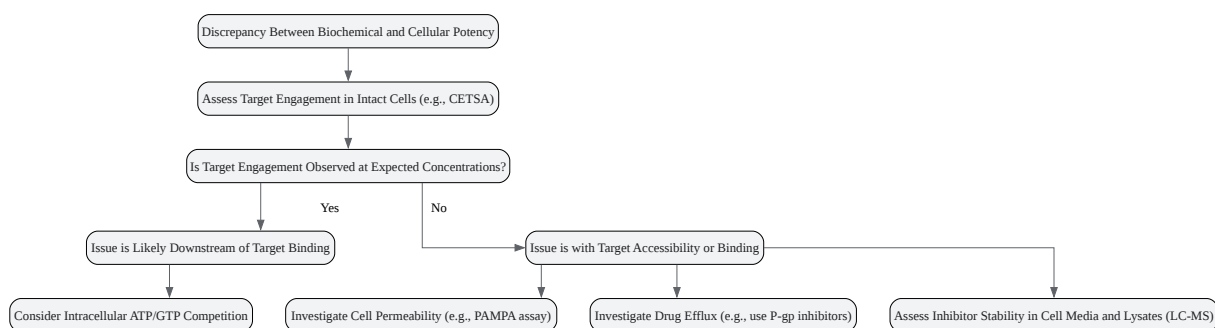 Discrepancy Between Biochemical and Cellular Potency
Assess Target Engagement in Intact Cells (e.g., CETSA)
Is Target Engagement Observed at Expected Concentrations?
Yes
No
Issue is Likely Downstream of Target Binding
Issue is with Target Accessibility or Binding
Consider Intracellular ATP/GTP Competition
Investigate Cell Permeability (e.g., PAMPA assay)
Investigate Drug Efflux (e.g., use P-gp inhibitors)
Assess Inhibitor Stability in Cell Media and Lysates (LC-MS)